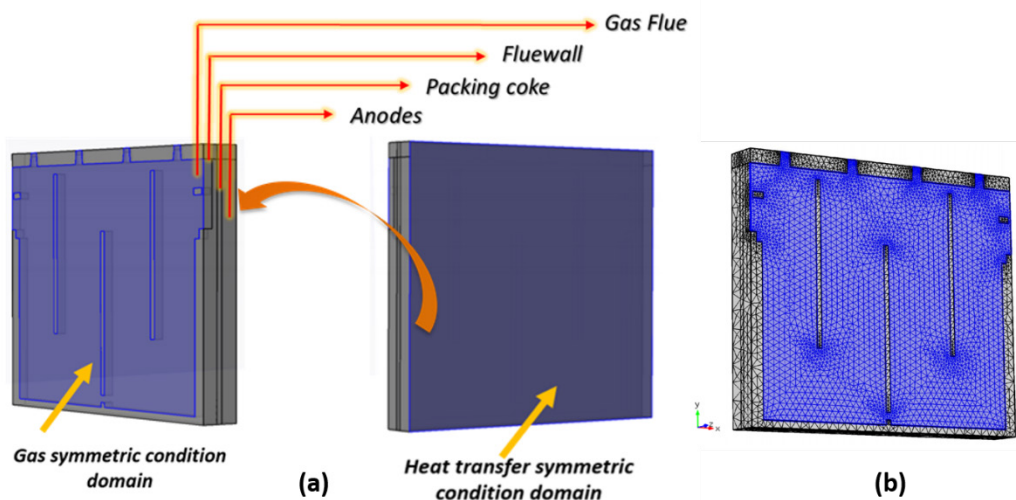 Gas Flue
Fluewall
Packing coke
Anodes
Gas symmetric condition
domain
(a)
Heat transfer symmetric
condition domain
y
z
x
(b)